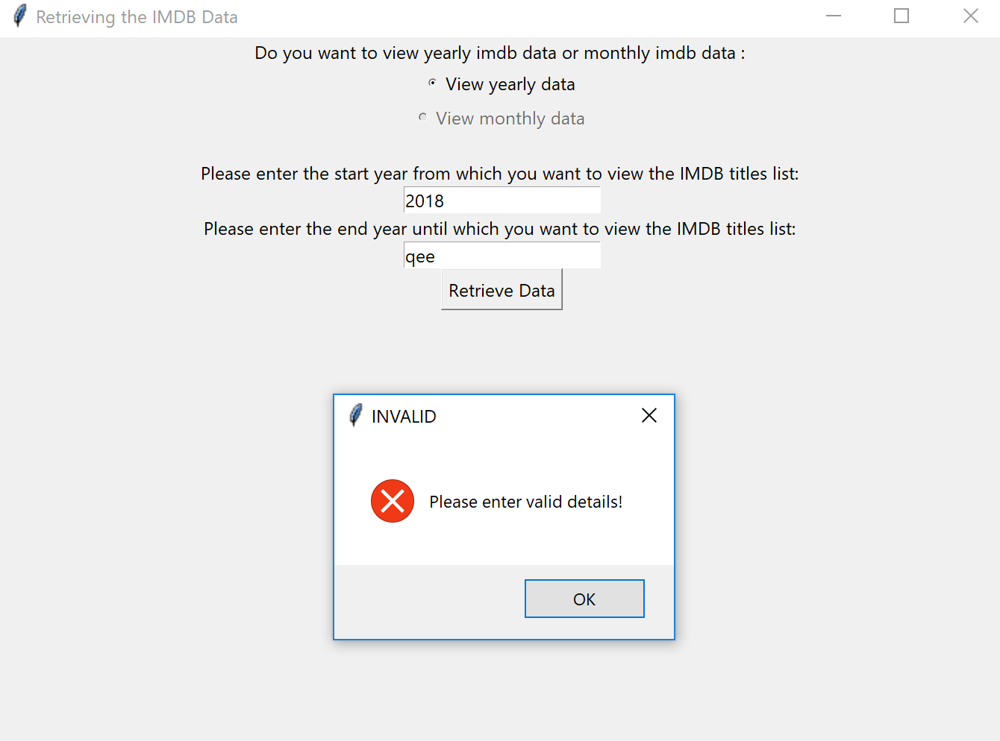 Retrieving the IMDB Data
Do you want to view yearly imdb data or monthly imdb data :
View yearly data
View monthly data
Please enter the start year from which you want to view the IMDB titles list:
2018
Please enter the end year until which you want to view the IMDB titles list:
qee
Retrieve Data
INVALID
Please enter valid details!
OK